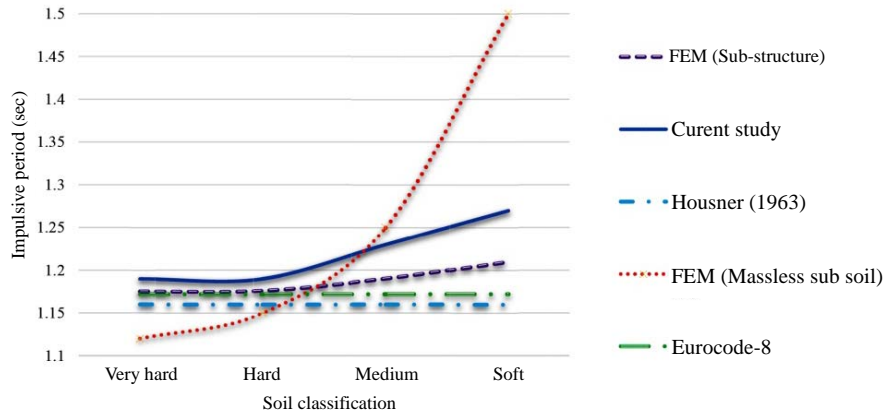 1.5
1.45
1.4
1.35
1.3
1.25
1.2
1.15
1.1
Impulsive period (sec)
Very hard
Hard
Medium
Soft
Soil classification
FEM (Sub-structure)
Curent study
Housner (1963)
FEM (Massless sub soil)
Eurocode-8